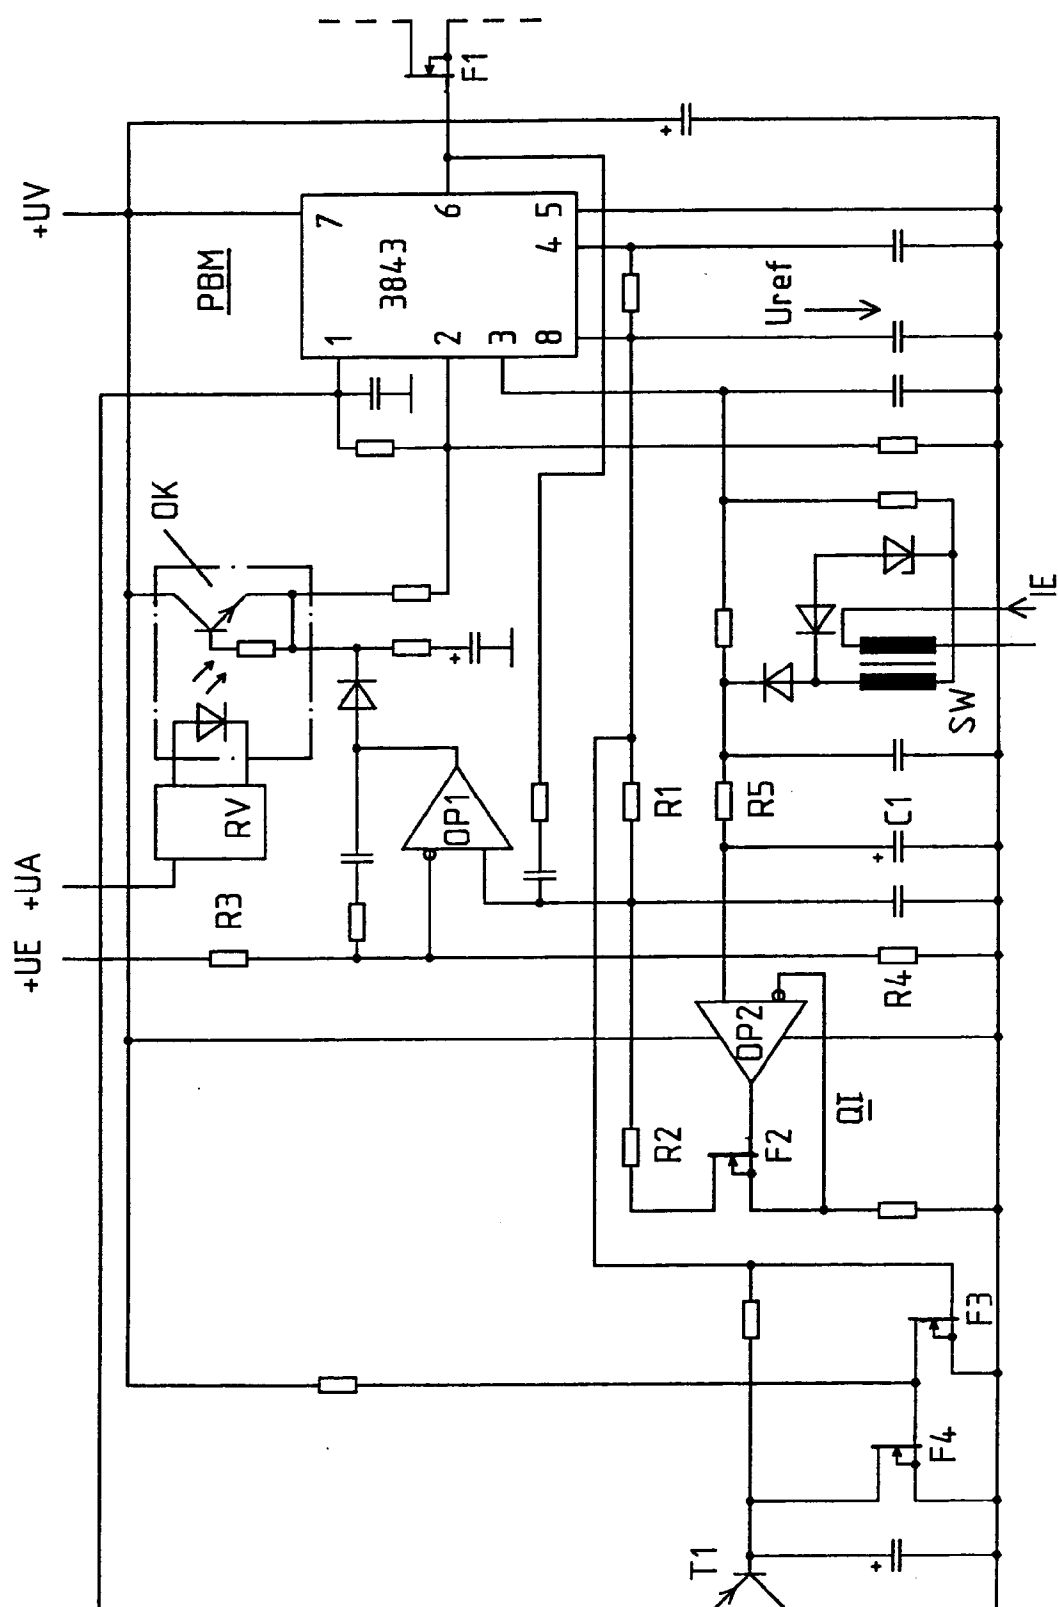 F1
+UV
PBM
7
6
5
4
3843
Uref
1
2
3
8
OK
IE
SW
RV
OP1
R1
R5
C1
+
+
+
+UA
+UE
R3
R4
OP2
QI
R2
F2
F3
F4
T1
+